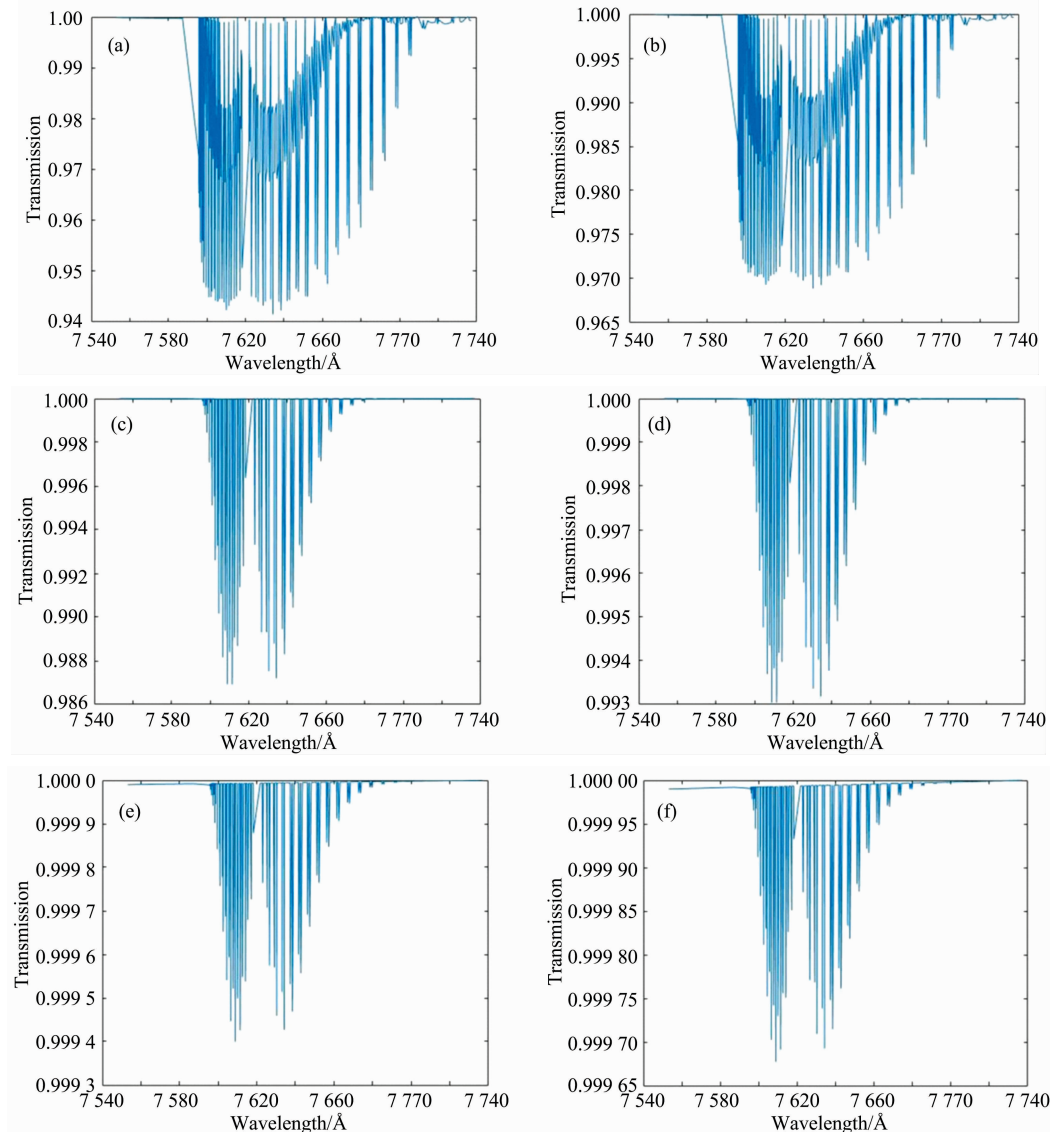 (a)
Transmission
1.00
0.99
0.98
0.97
0.96
0.95
0.94
7 540 7 580 7 620 7 660 7 770 7 740
Wavelength/Å
(b)
Transmission
1.000
0.995
0.990
0.985
0.980
0.975
0.970
0.965
7 540 7 580 7 620 7 660 7 770 7 740
Wavelength/Å
(c)
Transmission
1.000
0.998
0.996
0.994
0.992
0.990
0.988
0.986
7 540 7 580 7 620 7 660 7 770 7 740
Wavelength/Å
(d)
Transmission
1.000
0.999
0.998
0.997
0.996
0.995
0.994
0.993
7 540 7 580 7 620 7 660 7 770 7 740
Wavelength/Å
(e)
Transmission
1.000 0
0.999 9
0.999 8
0.999 7
0.999 6
0.999 5
0.999 4
0.999 3
7 540 7 580 7 620 7 660 7 770 7 740
Wavelength/Å
(f)
Transmission
1.000 00
0.999 95
0.999 90
0.999 85
0.999 80
0.999 75
0.999 70
0.999 65
7 540 7 580 7 620 7 660 7 770 7 740
Wavelength/Å